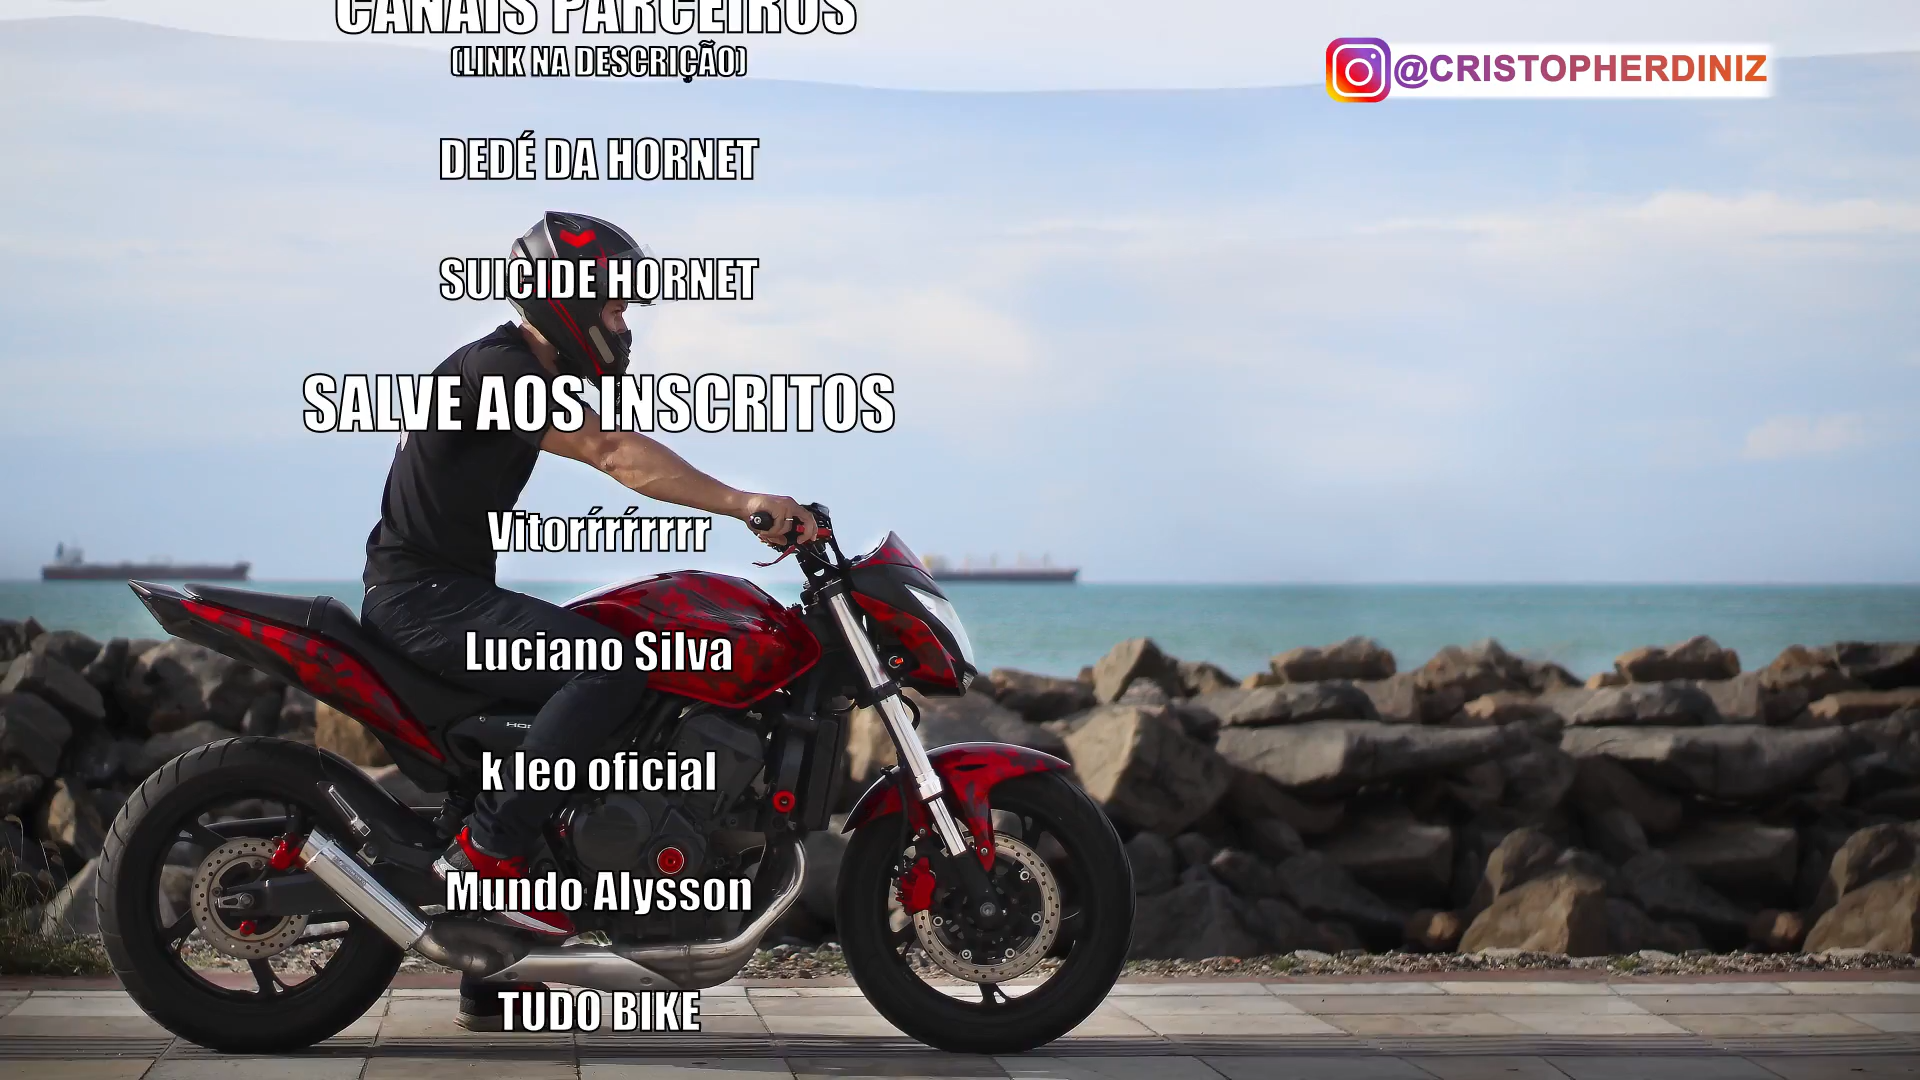 CANAIS PARCEIROS
(LINK NA DESCRIÇÃO)
@CRISTOPHERDINIZ
DEDÉ DA HORNET
SUICIDE HORNET
SALVE AOS INSCRITOS
Vitorŕrŕrrrr
Luciano Silva
k leo oficial
Mundo Alysson
TUDO BIKE